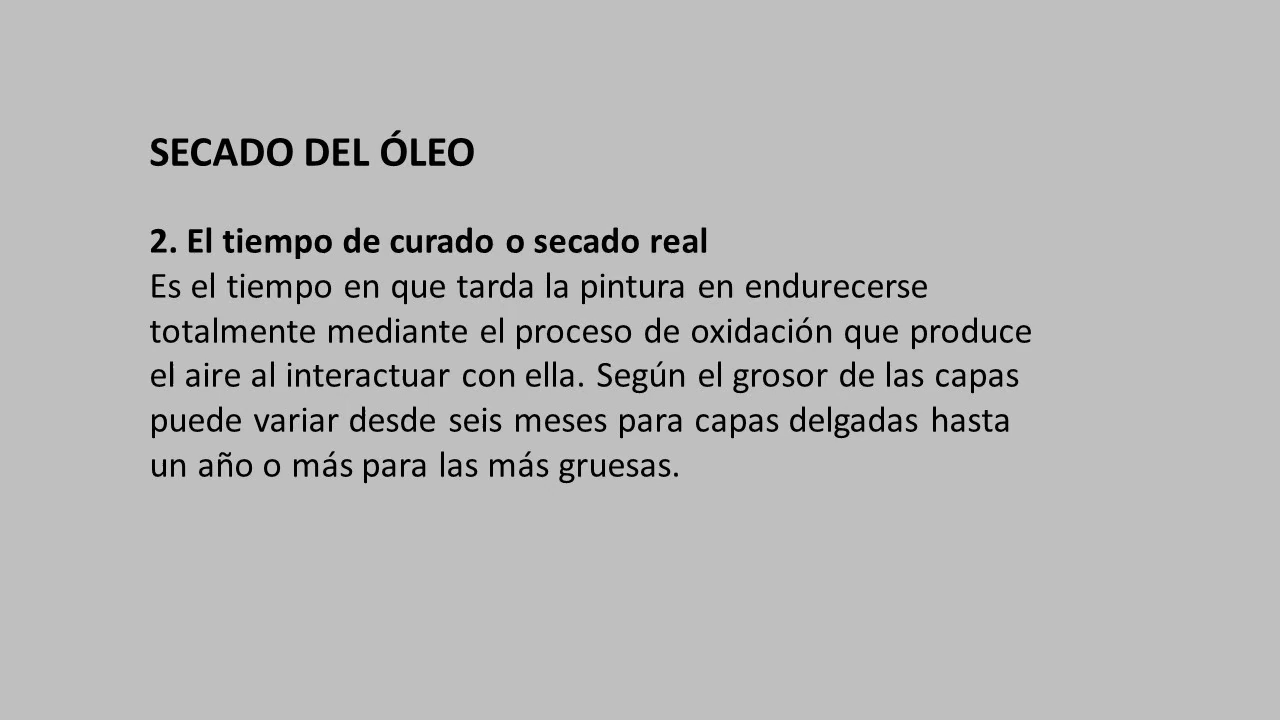 SECADO DEL ÓLEO
2. El tiempo de curado o secado real
Es el tiempo en que tarda la pintura en endurecerse
totalmente mediante el proceso de oxidación que produce
el aire al interactuar con ella. Según el grosor de las capas
puede variar desde seis meses para capas delgadas hasta
un año o más para las más gruesas.